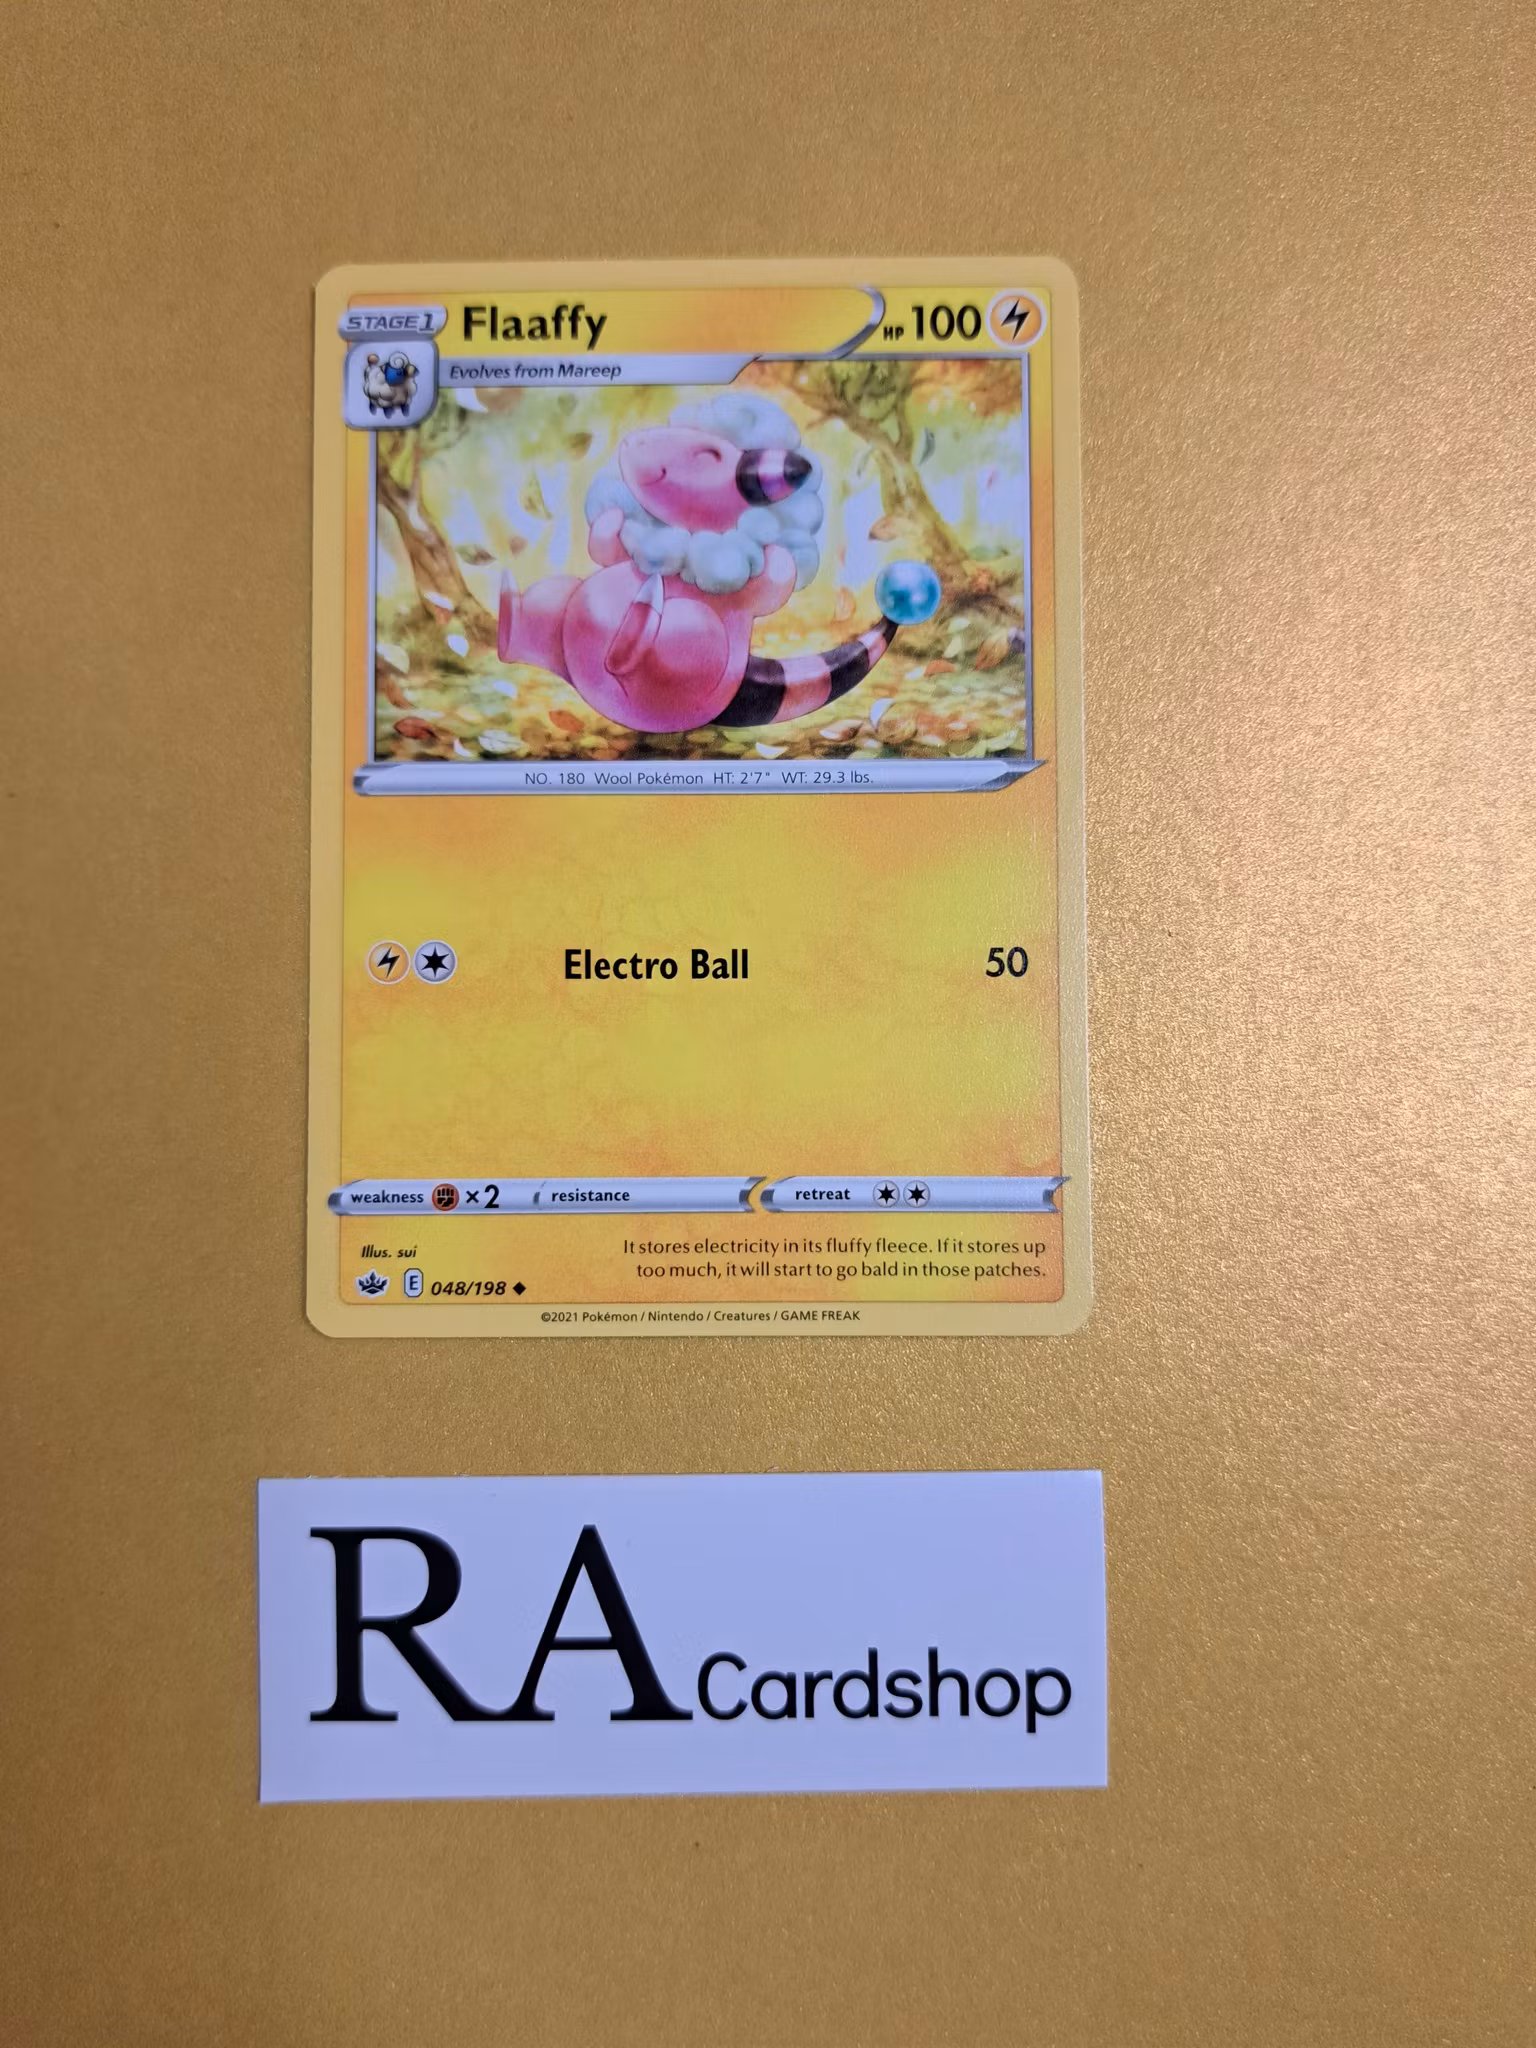 STAGE1 Flaaffy HP 100
Evolves from Mareep
NO. 180 Wool Pokémon HT: 2'7" WT: 29.3 lbs.
Electro Ball 50
weakness ×2 resistance retreat
Illus. sui
It stores electricity in its fluffy fleece. If it stores up
too much, it will start to go bald in those patches.
E 048/198
©2021 Pokémon / Nintendo / Creatures / GAME FREAK
RA Cardshop